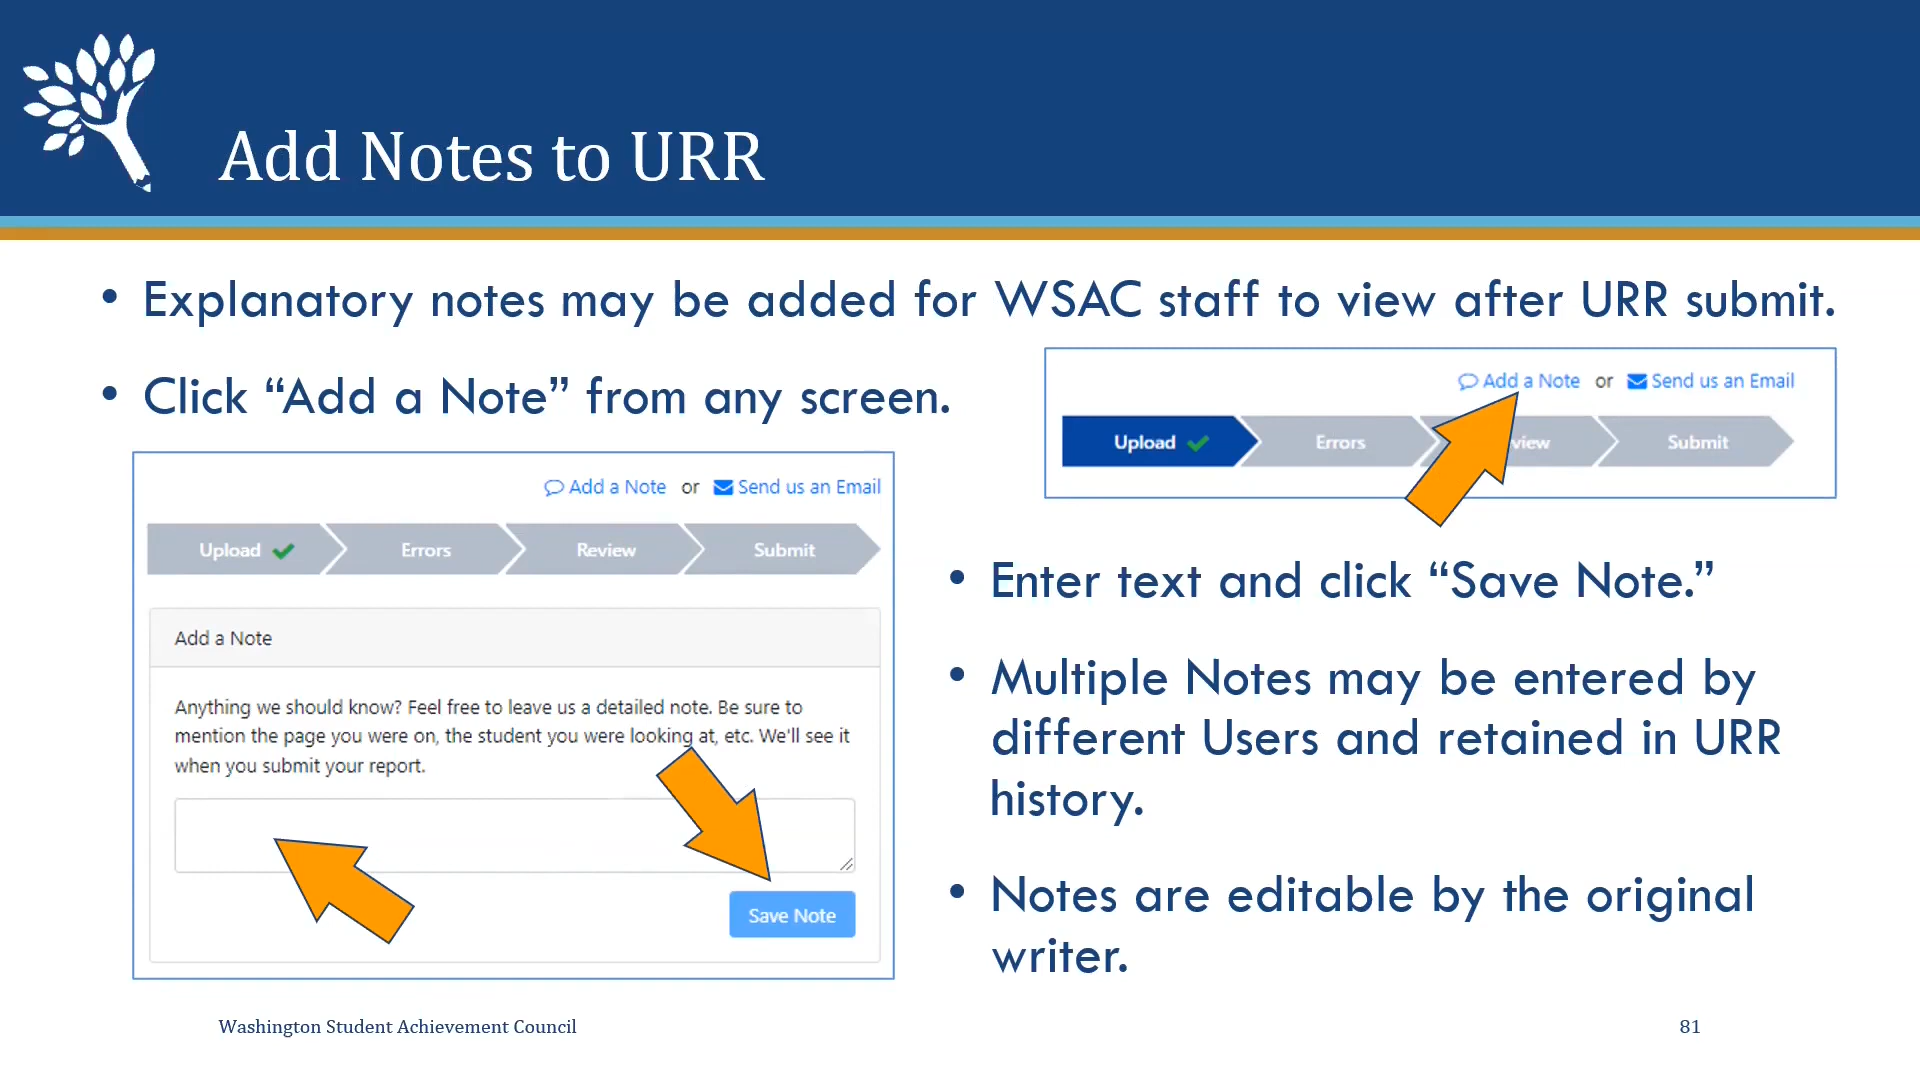 Add Notes to URR
• Explanatory notes may be added for WSAC staff to view after URR submit.
• Click “Add a Note” from any screen.
Add a Note or Send us an Email
Upload Errors view Submit
Add a Note or Send us an Email
Upload Errors Review Submit
Add a Note
Anything we should know? Feel free to leave us a detailed note. Be sure to
mention the page you were on, the student you were looking at, etc. We'll see it
when you submit your report.
Save Note
• Enter text and click “Save Note.”
• Multiple Notes may be entered by
different Users and retained in URR
history.
• Notes are editable by the original
writer.
Washington Student Achievement Council
81